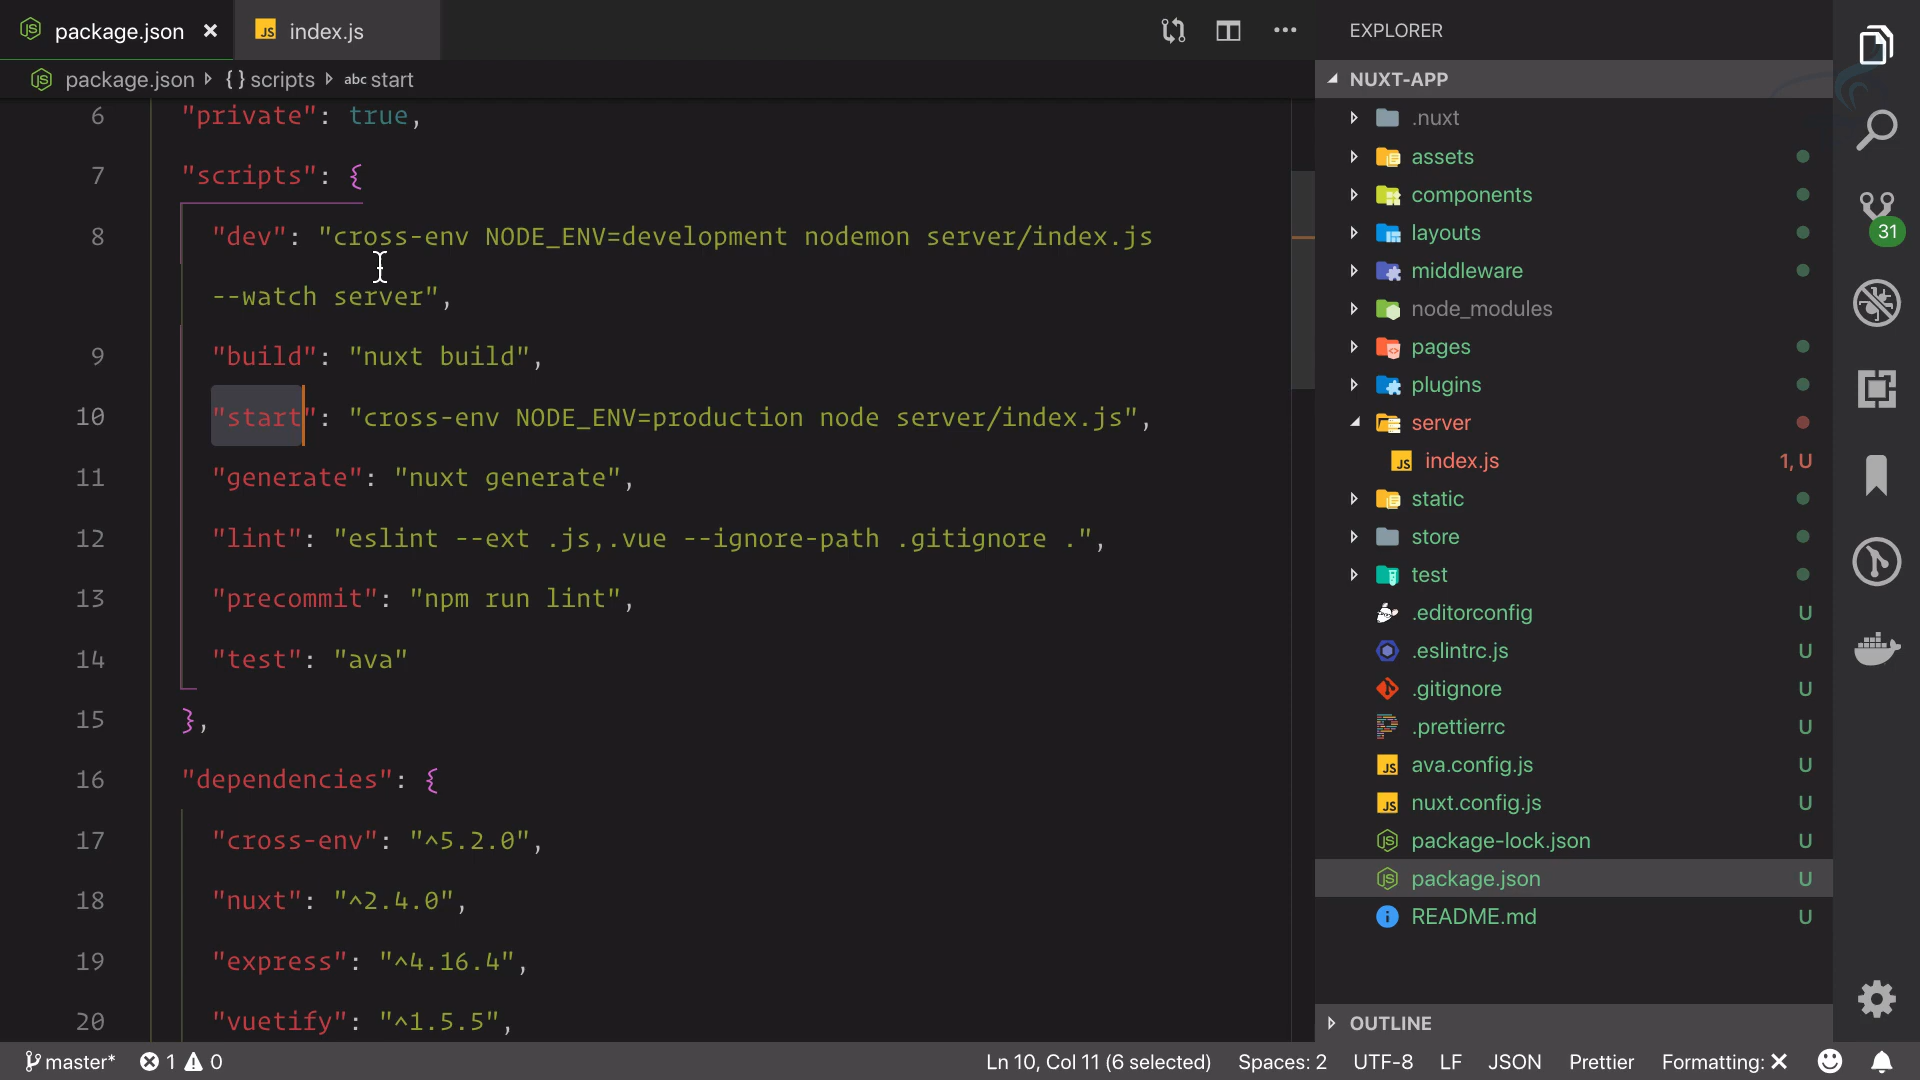 package.json
index.js
EXPLORER
package.json
{} scripts
abc start
NUXT-APP
6 "private": true,
7 "scripts": {
8 "dev": "cross-env NODE_ENV=development nodemon server/index.js
--watch server",
9 "build": "nuxt build",
10 "start": "cross-env NODE_ENV=production node server/index.js",
11 "generate": "nuxt generate",
12 "lint": "eslint --ext .js,.vue --ignore-path .gitignore .",
13 "precommit": "npm run lint",
14 "test": "ava"
15 },
16 "dependencies": {
17 "cross-env": "^5.2.0",
18 "nuxt": "^2.4.0",
19 "express": "^4.16.4",
20 "vuetify": "^1.5.5",
.nuxt
assets
components
layouts
middleware
node_modules
pages
plugins
server
JS index.js 1, U
static
store
test
.editorconfig U
.eslintrc.js U
.gitignore U
.prettierrc U
JS ava.config.js U
JS nuxt.config.js U
package-lock.json U
package.json U
README.md U
OUTLINE
31
master* 1 0 Ln 10, Col 11 (6 selected) Spaces: 2 UTF-8 LF JSON Prettier Formatting: ✕